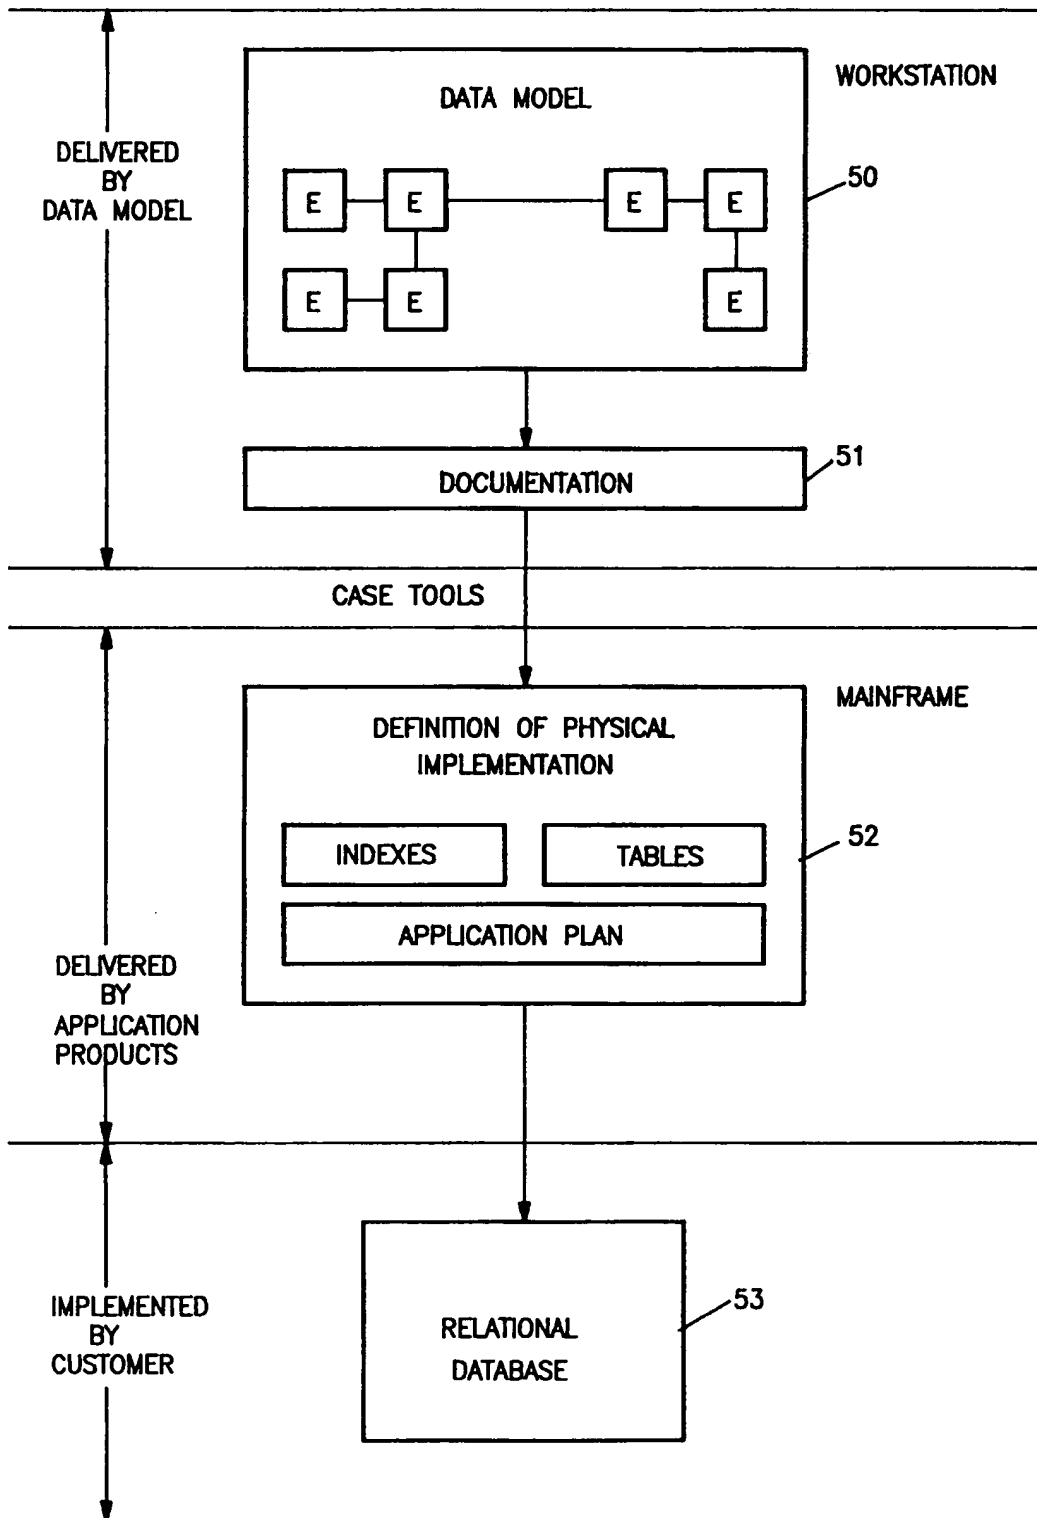 WORKSTATION
DATA MODEL
DELIVERED
BY
DATA MODEL
50
E E E E
E E E
51
DOCUMENTATION
CASE TOOLS
MAINFRAME
DEFINITION OF PHYSICAL
IMPLEMENTATION
52
INDEXES TABLES
APPLICATION PLAN
DELIVERED
BY
APPLICATION
PRODUCTS
53
IMPLEMENTED
BY
CUSTOMER
RELATIONAL
DATABASE